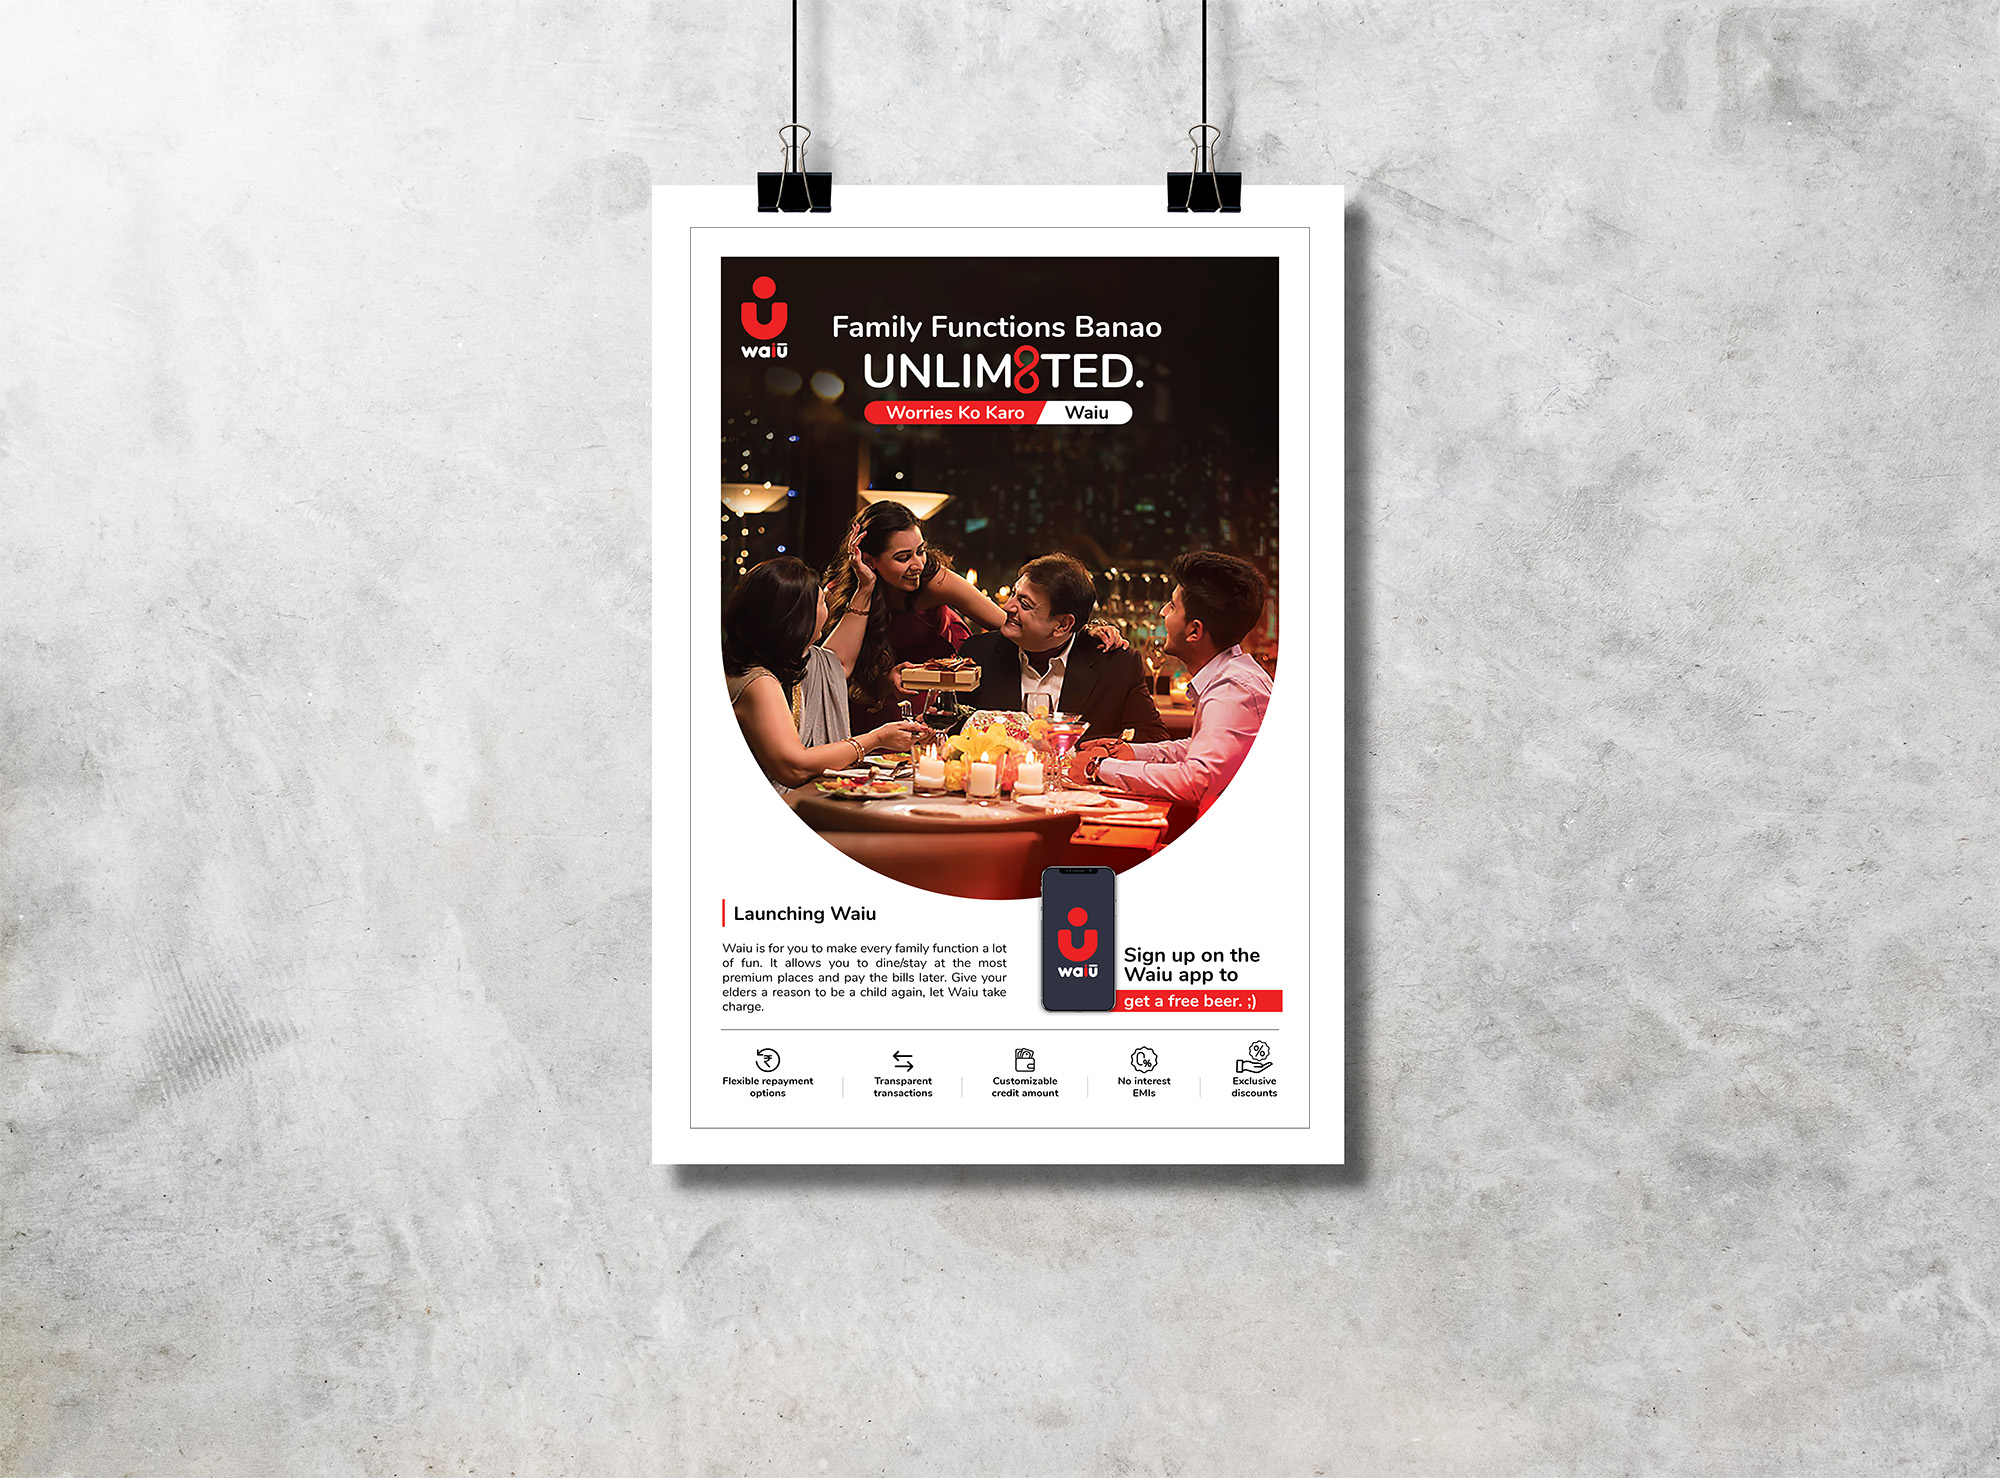 waiū
Family Functions Banao
UNLIM8TED.
Worries Ko Karo Waiu
Launching Waiu
Waiu is for you to make every family function a lot
of fun. It allows you to dine/stay at the most
premium places and pay the bills later. Give your
elders a reason to be a child again, let Waiu take
charge.
waiū
Sign up on the
Waiu app to
get a free beer. ;)
Flexible repayment
options
Transparent
transactions
Customizable
credit amount
0%
No interest
EMIs
%
Exclusive
discounts